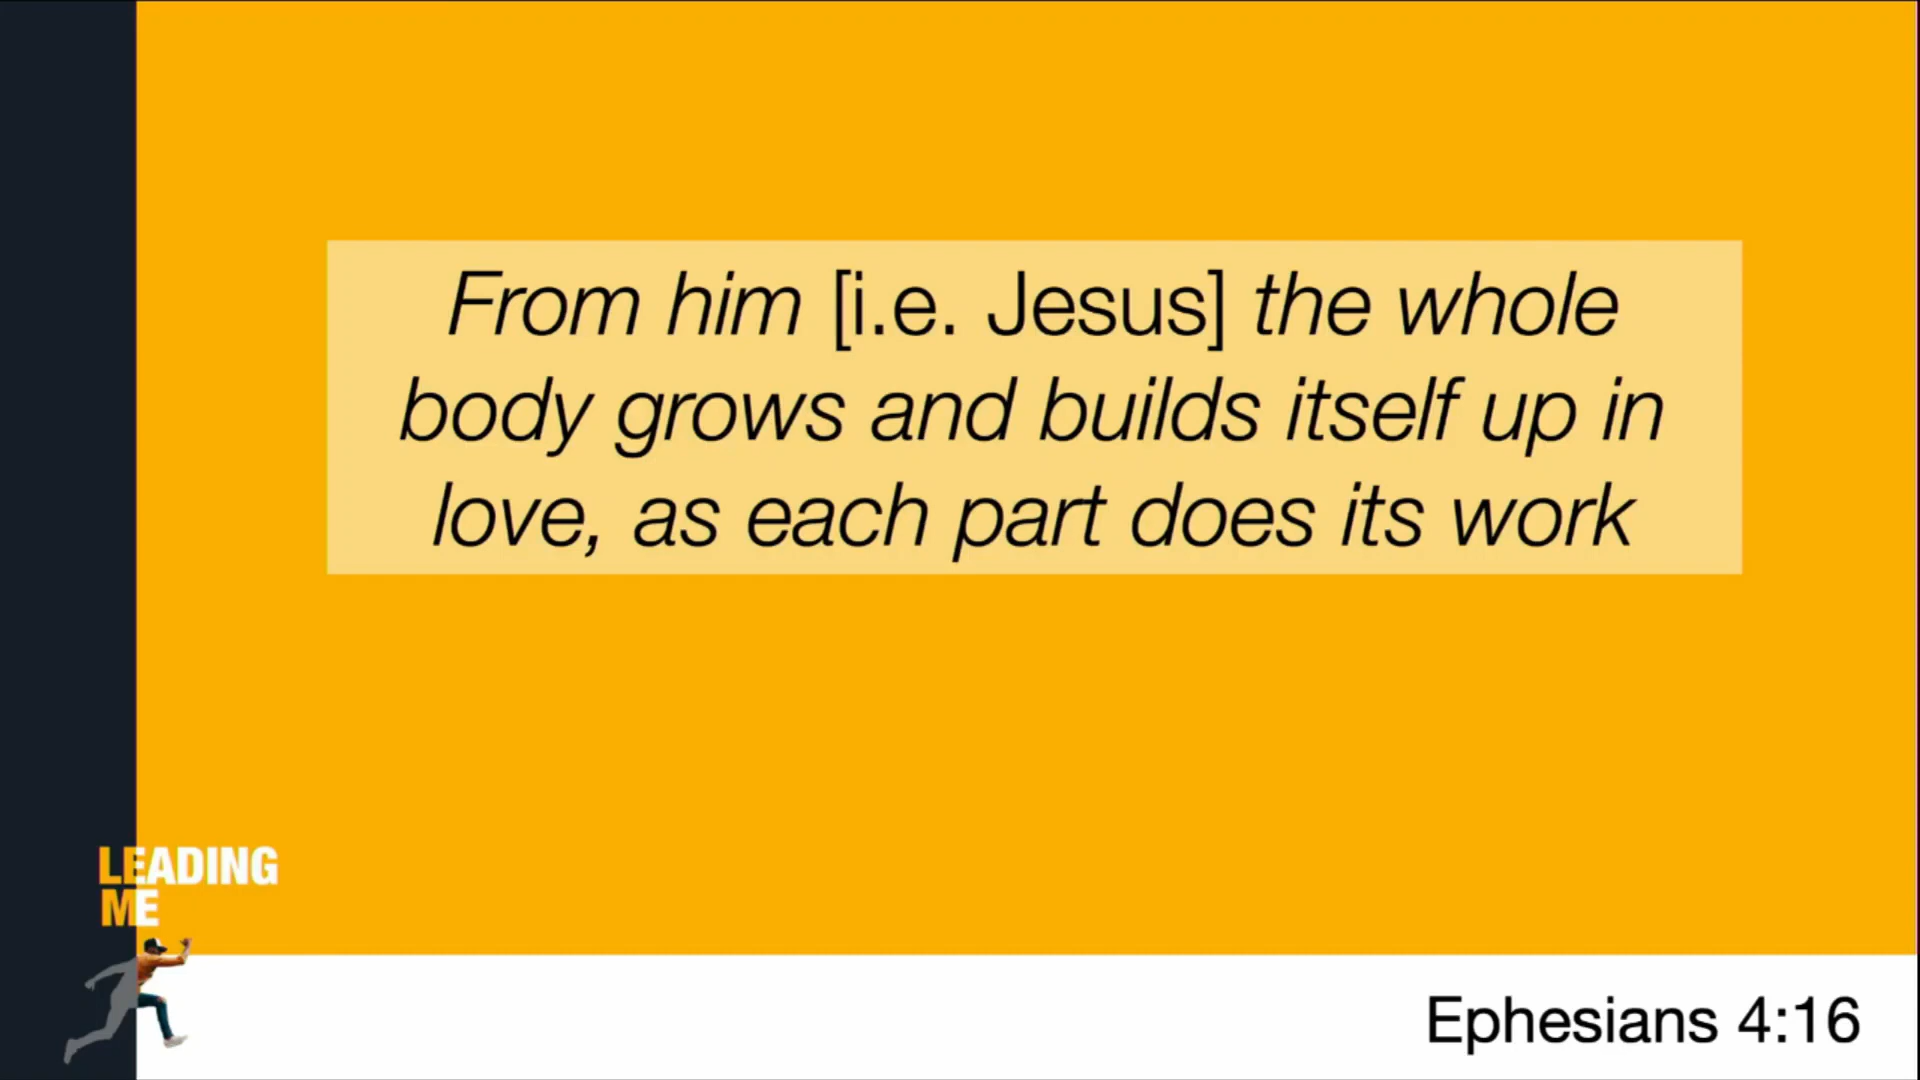 From him [i.e. Jesus] the whole
body grows and builds itself up in
love, as each part does its work
LEADING
ME
Ephesians 4:16